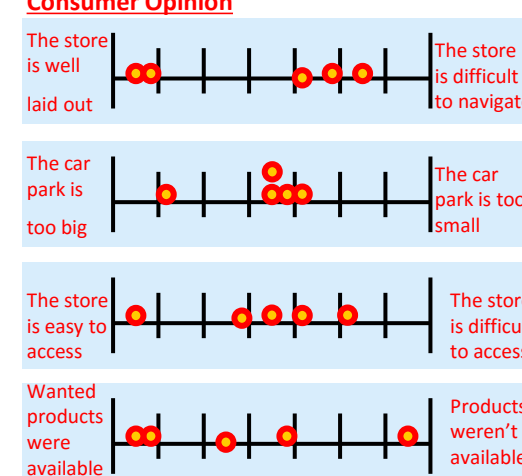 Consumer Opinion
The store
is well
laid out
The store
is difficult
to navigat
The car
park is
too big
The car
park is too
small
The store
is easy to
access
The stor
is difficu
to access
Wanted
products
were
available
Products
weren't
available